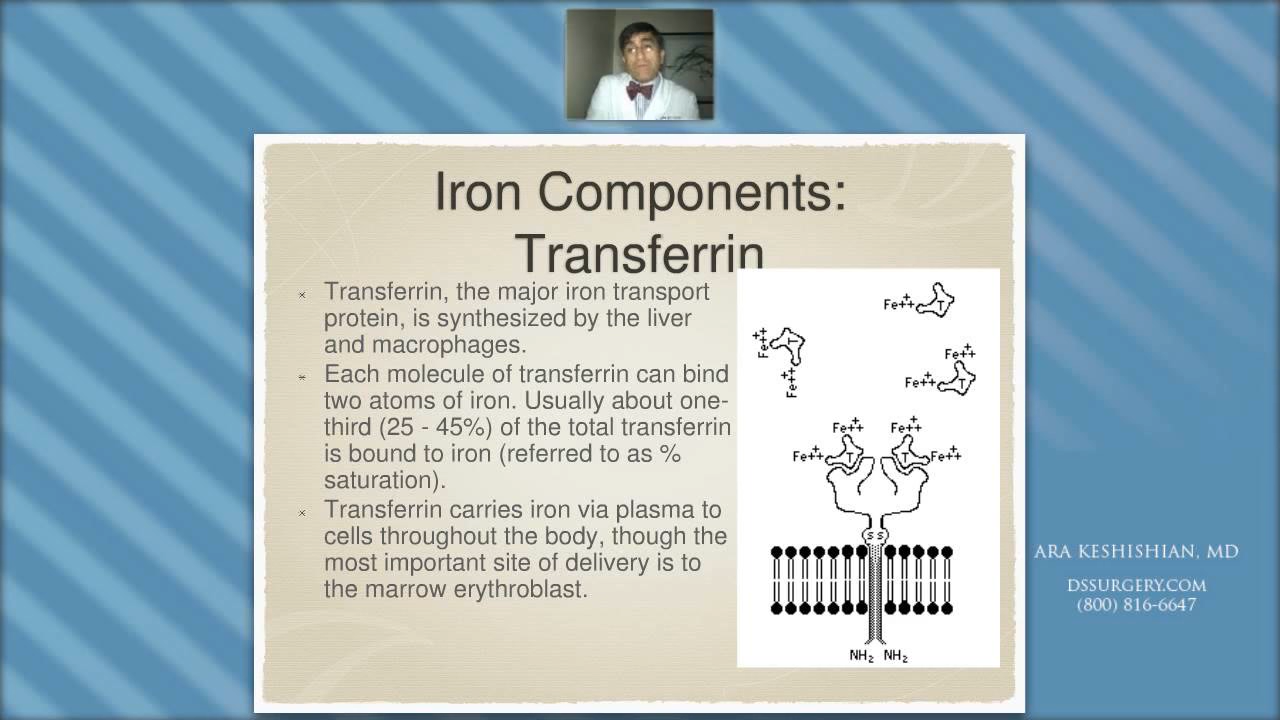 Iron Components:
Transferrin
× Transferrin, the major iron transport
protein, is synthesized by the liver
and macrophages.
× Each molecule of transferrin can bind
two atoms of iron. Usually about one-
third (25 - 45%) of the total transferrin
is bound to iron (referred to as %
saturation).
× Transferrin carries iron via plasma to
cells throughout the body, though the
most important site of delivery is to
the marrow erythroblast.
Fe+++ T
Fe+++ T
Fe+++
Fe+++
Fe+++ T
Fe+++ Fe+++
Fe+++ T T Fe+++
S S
NH2 NH2
ARA KESHISHIAN, MD
DSSURGERY.COM
(800) 816-6647